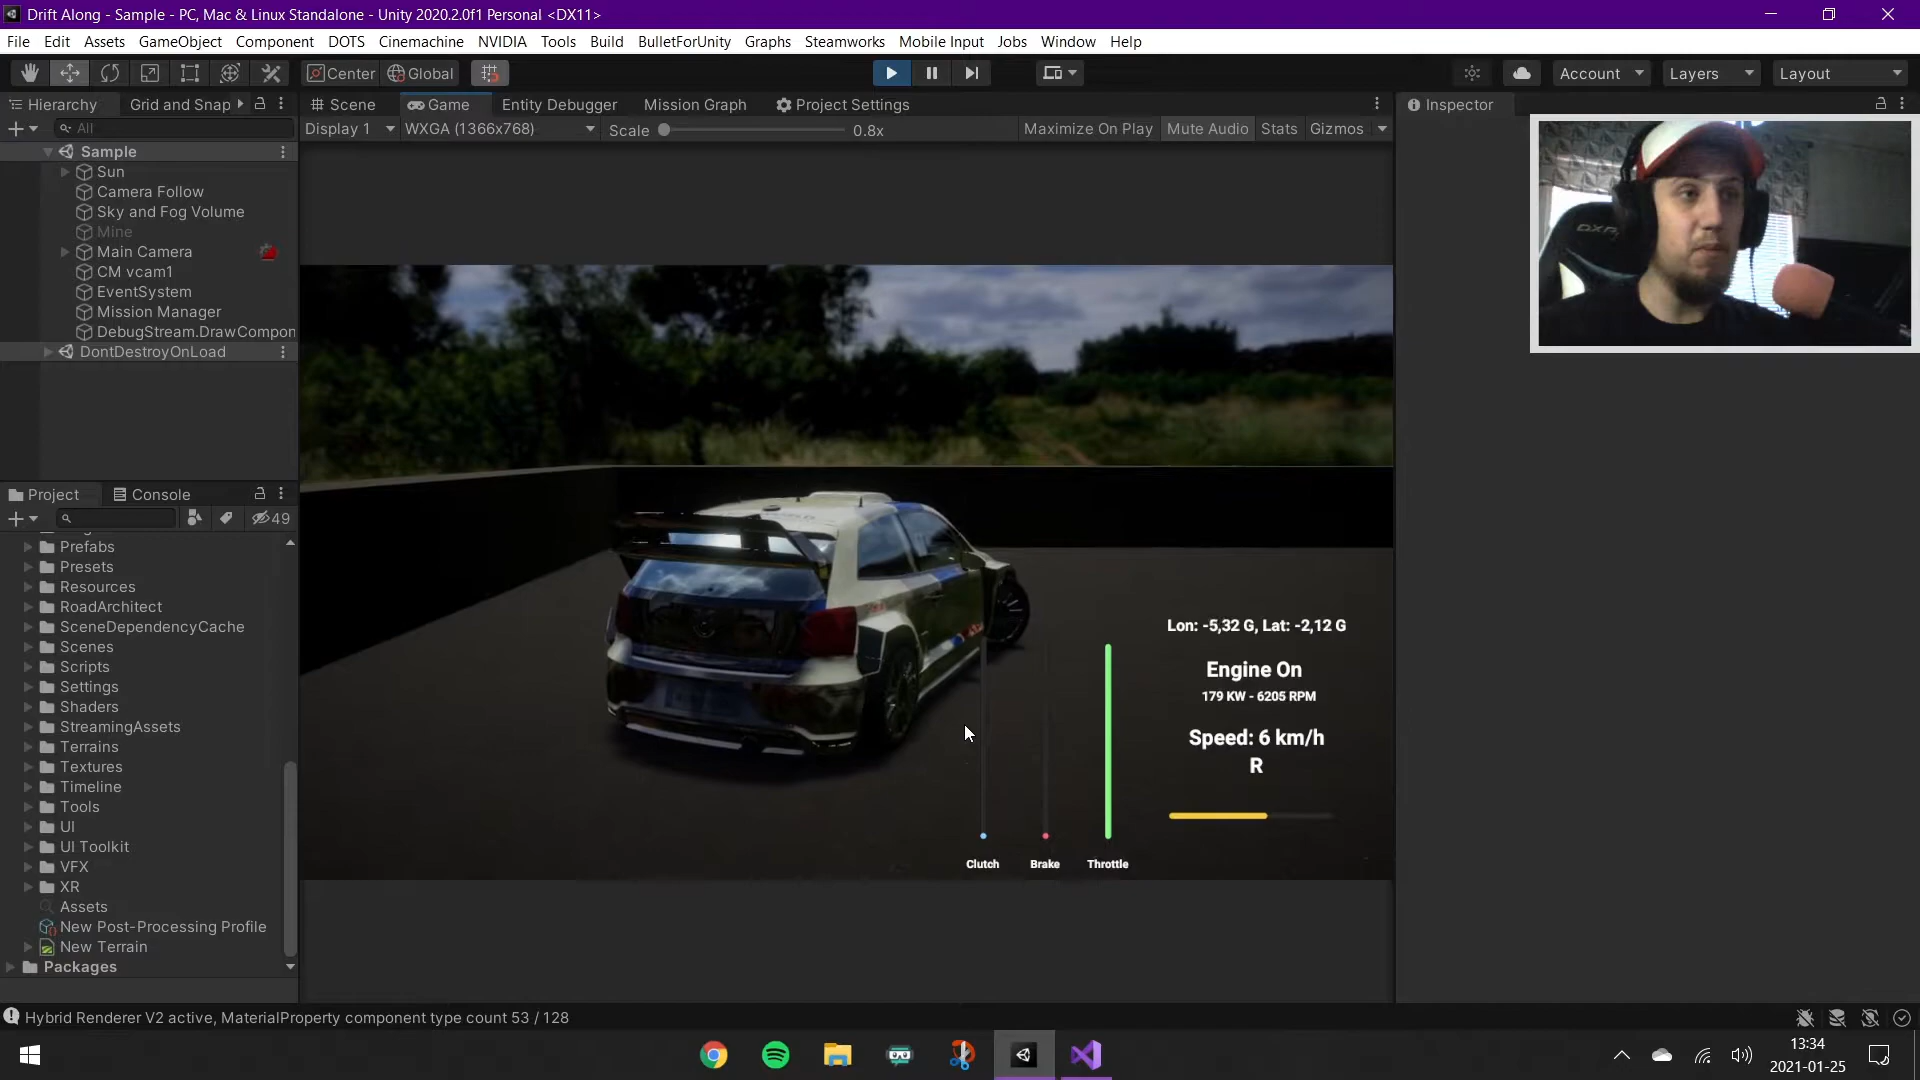 Drift Along - Sample - PC, Mac & Linux Standalone - Unity 2020.2.0f1 Personal <DX11>
File Edit Assets GameObject Component DOTS Cinemachine NVIDIA Tools Build BulletForUnity Graphs Steamworks Mobile Input Jobs Window Help
Center Global Account Layers Layout
Hierarchy Grid and Snap Scene Game Entity Debugger Mission Graph Project Settings Inspector
All Display 1 WXGA (1366x768) Scale 0.8x Maximize On Play Mute Audio Stats Gizmos
Sample
Sun
Camera Follow
Sky and Fog Volume
Mine
Main Camera
CM vcam1
EventSystem
Mission Manager
DebugStream.DrawCompon
DontDestroyOnLoad
Project Console
49
Prefabs
Presets
Resources
RoadArchitect
SceneDependencyCache
Scenes
Scripts
Settings
Shaders
StreamingAssets
Terrains
Textures
Timeline
Tools
UI
UI Toolkit
VFX
XR
Assets
New Post-Processing Profile
New Terrain
Packages
Lon: -5,32 G, Lat: -2,12 G
Engine On
179 KW - 6205 RPM
Speed: 6 km/h
R
Clutch Brake Throttle
Hybrid Renderer V2 active, MaterialProperty component type count 53 / 128
13:34
2021-01-25